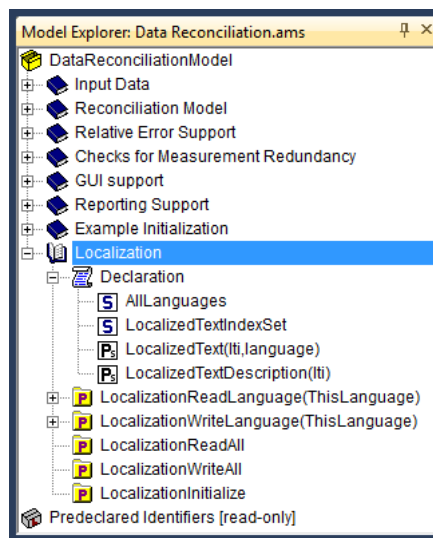 Model Explorer: Data Reconciliation.ams
DataReconciliationModel
Input Data
Reconciliation Model
Relative Error Support
Checks for Measurement Redundancy
GUI support
Reporting Support
Example Initialization
Localization
Declaration
S AllLanguages
S LocalizedTextIndexSet
Ps LocalizedText(lti,language)
Ps LocalizedTextDescription(lti)
P LocalizationReadLanguage(ThisLanguage)
P LocalizationWriteLanguage(ThisLanguage)
P LocalizationReadAll
P LocalizationWriteAll
P LocalizationInitialize
Predeclared Identifiers [read-only]